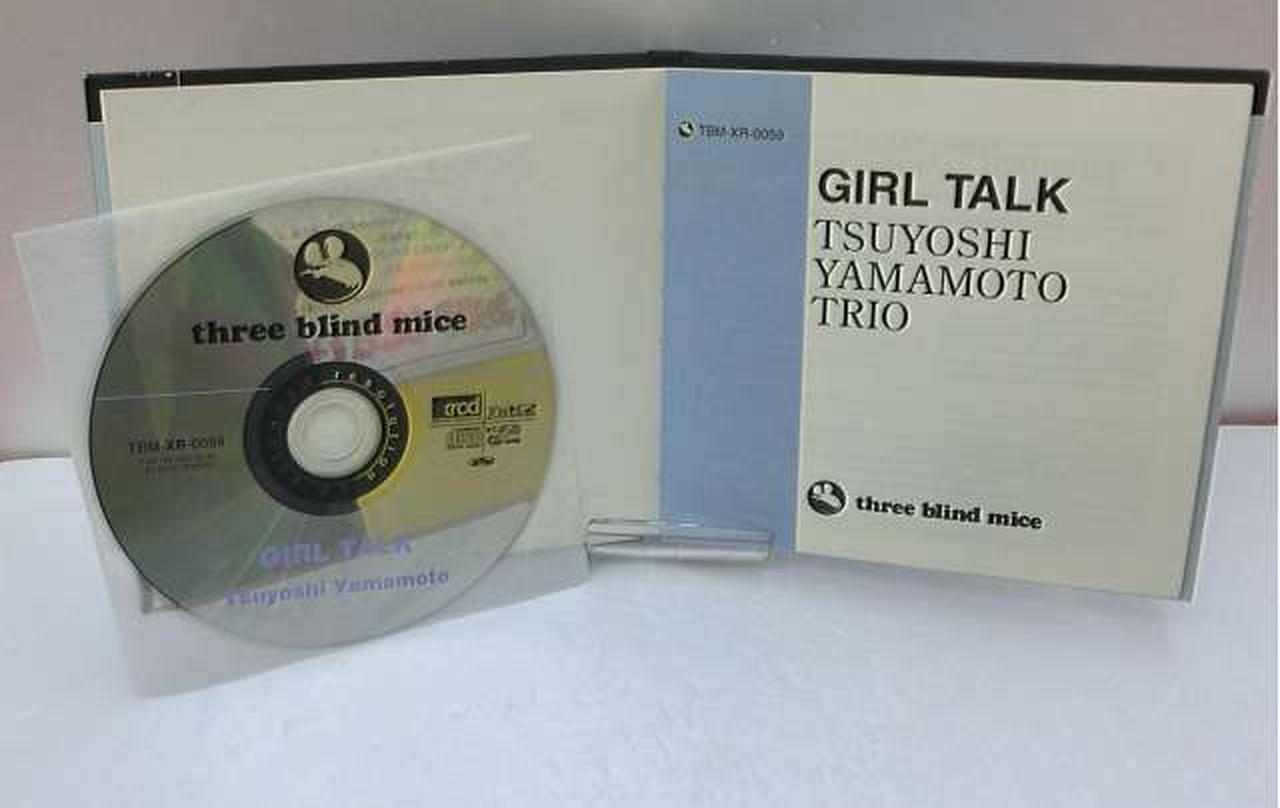 three blind mice
TBM-XR-0059
xrcd
GIRL TALK
Tsuyoshi Yamamoto
TBM-XR-0059
GIRL TALK
TSUYOSHI
YAMAMOTO
TRIO
three blind mice